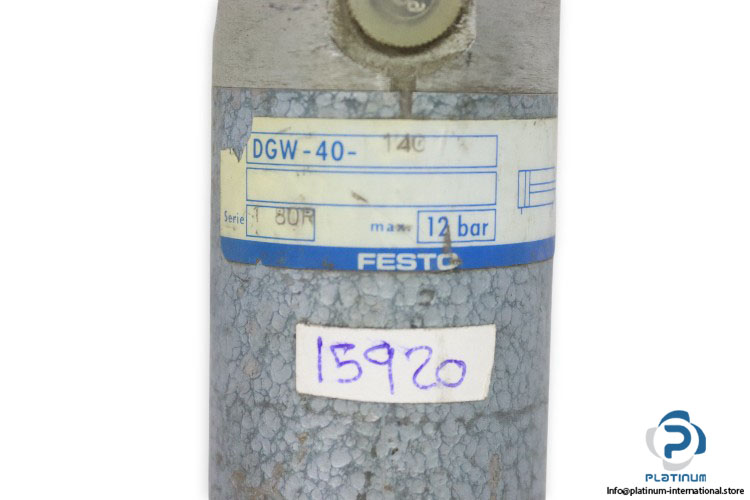 DGW-40- 140
Serie 1 80R max. 12 bar
FESTO
15920
PLATINUM
Info@platinum-international.store